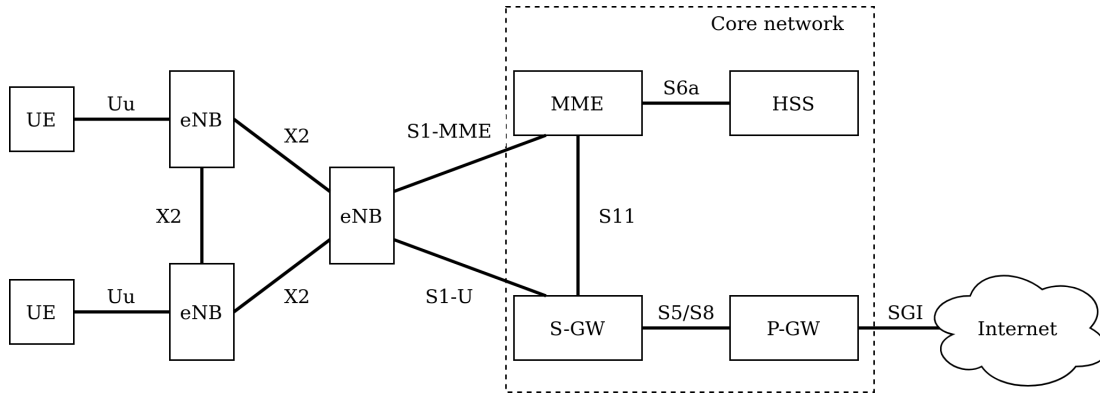 Core network
UE
Uu
eNB
X2
S1-MME
MME
S6a
HSS
X2
eNB
S11
UE
Uu
eNB
X2
S1-U
S-GW
S5/S8
P-GW
SGI
Internet